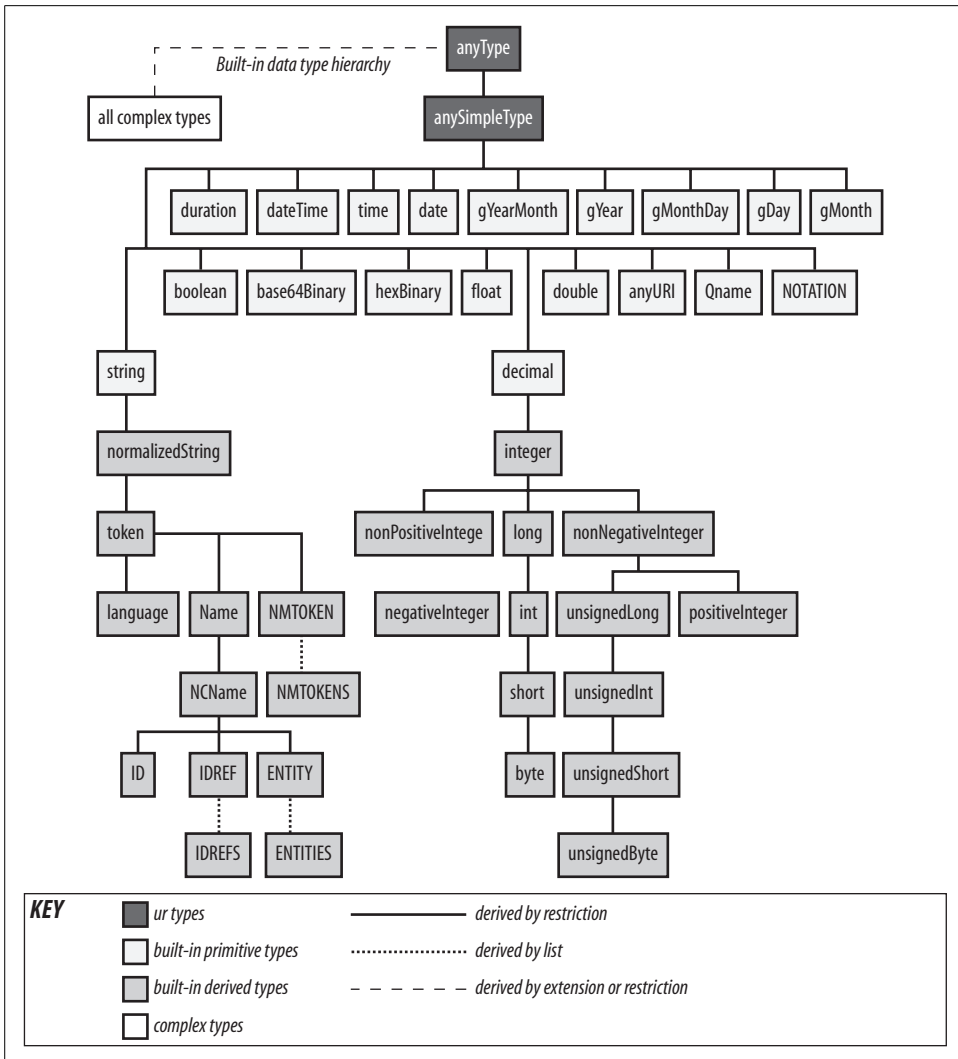 anyType
Built-in data type hierarchy
all complex types
anySimpleType
duration dateTime time date gYearMonth gYear gMonthDay gDay gMonth
boolean base64Binary hexBinary float double anyURI Qname NOTATION
string decimal
normalizedString integer
token nonPositiveIntege long nonNegativeInteger
language Name NMTOKEN negativeInteger int unsignedLong positiveInteger
NCName NMTOKENS short unsignedInt
ID IDREF ENTITY byte unsignedShort
IDREFS ENTITIES unsignedByte
KEY
ur types derived by restriction
built-in primitive types derived by list
built-in derived types derived by extension or restriction
complex types